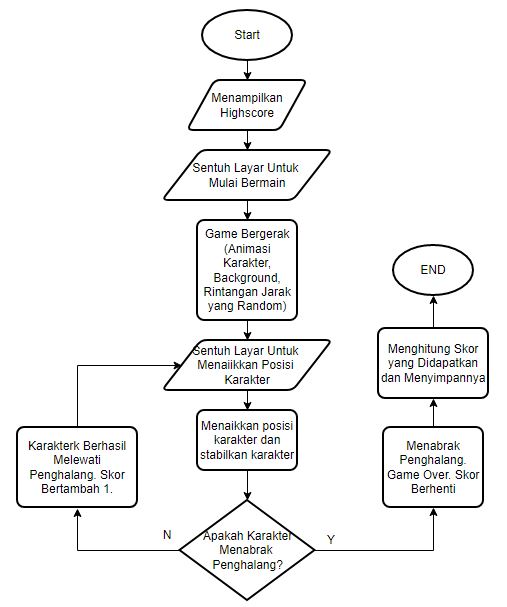 Start
Menampilkan
Highscore
Sentuh Layar Untuk
Mulai Bermain
Game Bergerak
(Animasi
Karakter,
Background,
Rintangan Jarak
yang Random)
Sentuh Layar Untuk
Menaiikkan Posisi
Karakter
Menaikkan posisi
karakter dan
stabilkan karakter
Apakah Karakter
Menabrak
Penghalang?
N
Karakterk Berhasil
Melewati
Penghalang. Skor
Bertambah 1.
Y
Menabrak
Penghalang.
Game Over. Skor
Berhenti
Menghitung Skor
yang Didapatkan
dan Menyimpannya
END